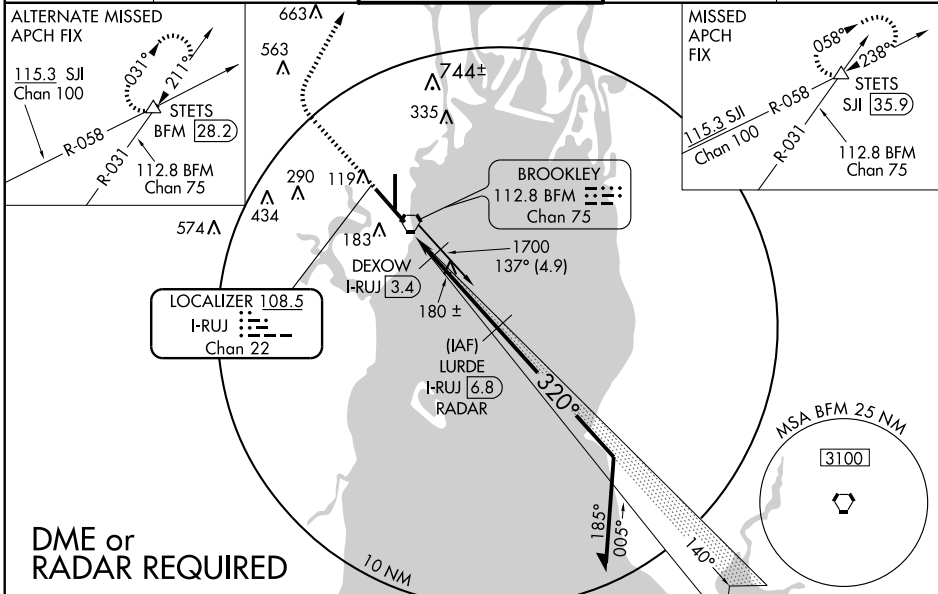 ALTERNATE MISSED
APCH FIX
115.3 SJI
Chan 100
031°
211°
STETS
BFM 28.2
R-058
R-031
112.8 BFM
Chan 75
663
563
744±
335
MISSED
APCH
FIX
058°
238°
STETS
SJI 35.9
115.3 SJI
Chan 100
R-058
R-031
112.8 BFM
Chan 75
290
119
434
574
183
BROOKLEY
112.8 BFM
Chan 75
1700
137° (4.9)
DEXOW
I-RUJ 3.4
180 ±
LOCALIZER 108.5
I-RUJ
Chan 22
(IAF)
LURDE
I-RUJ 6.8
RADAR
320°
MSA BFM 25 NM
3100
185°
005°
140°
DME or
RADAR REQUIRED
10 NM